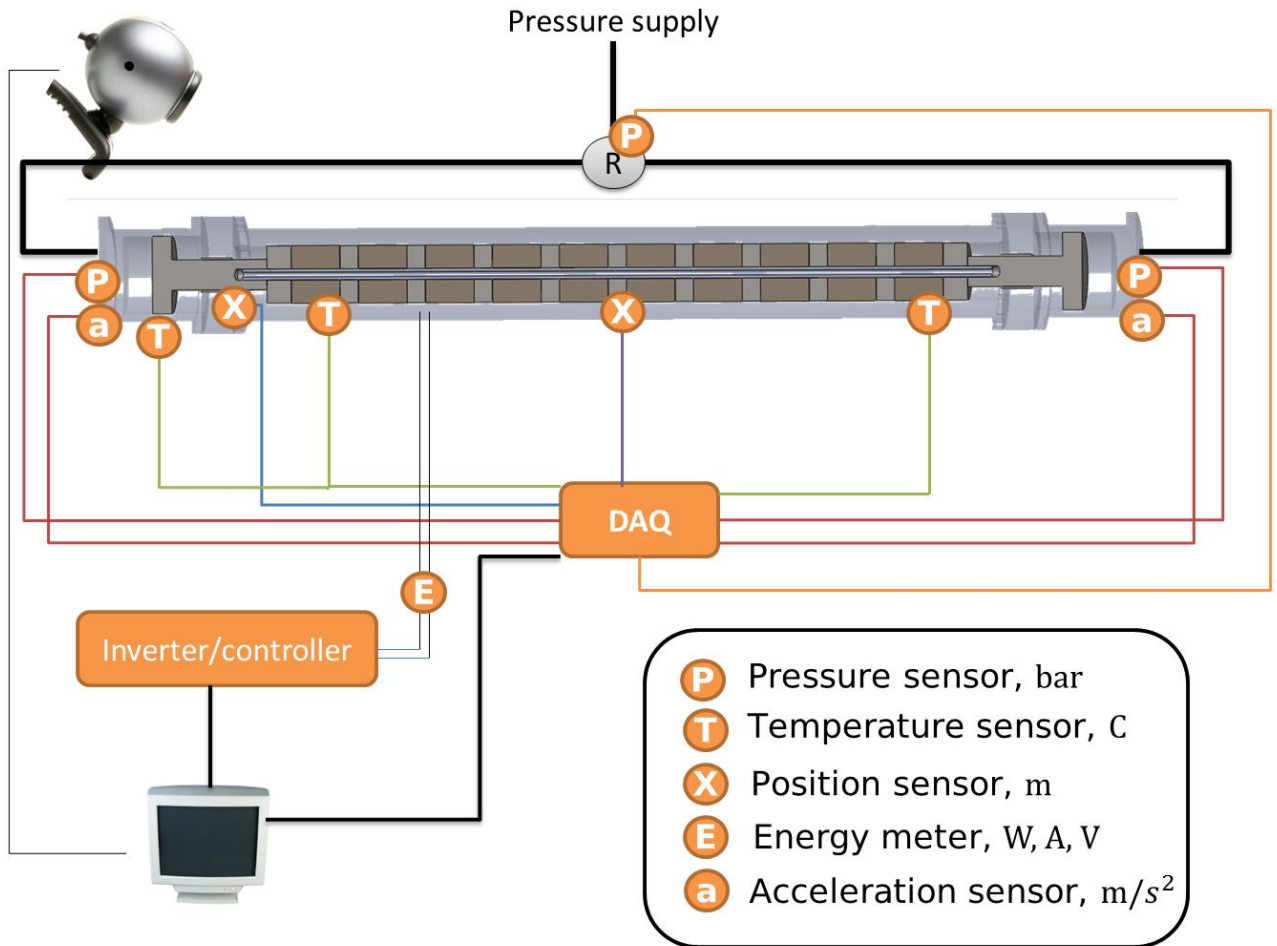 Pressure supply
P
R
P
a
T
X
T
X
T
P
a
DAQ
E
Inverter/controller
P Pressure sensor, bar
T Temperature sensor, C
X Position sensor, m
E Energy meter, W, A, V
a Acceleration sensor, m/s²